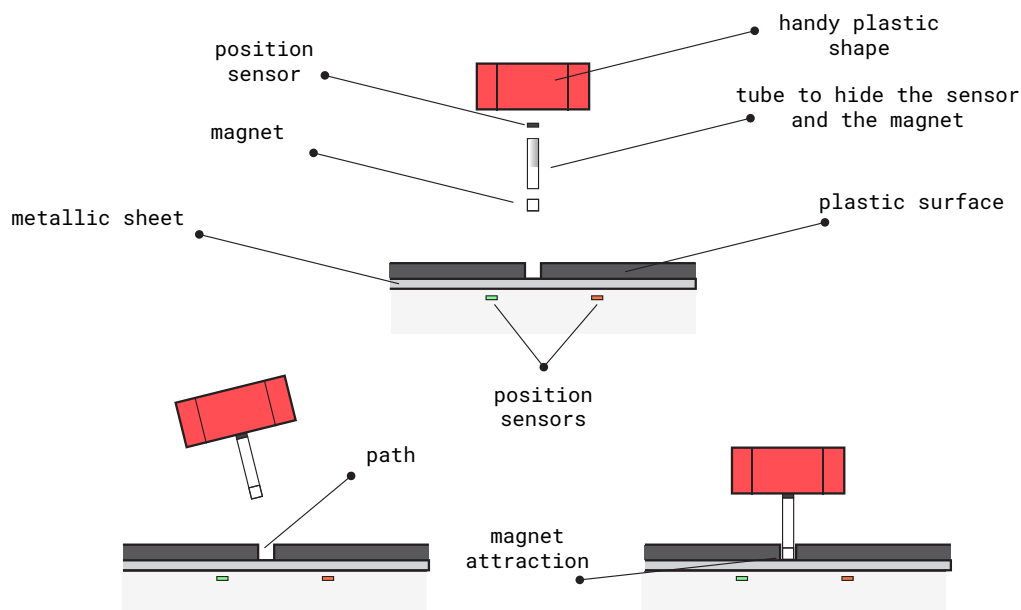 handy plastic
shape
position
sensor
tube to hide the sensor
and the magnet
magnet
plastic surface
metallic sheet
position
sensors
path
magnet
attraction